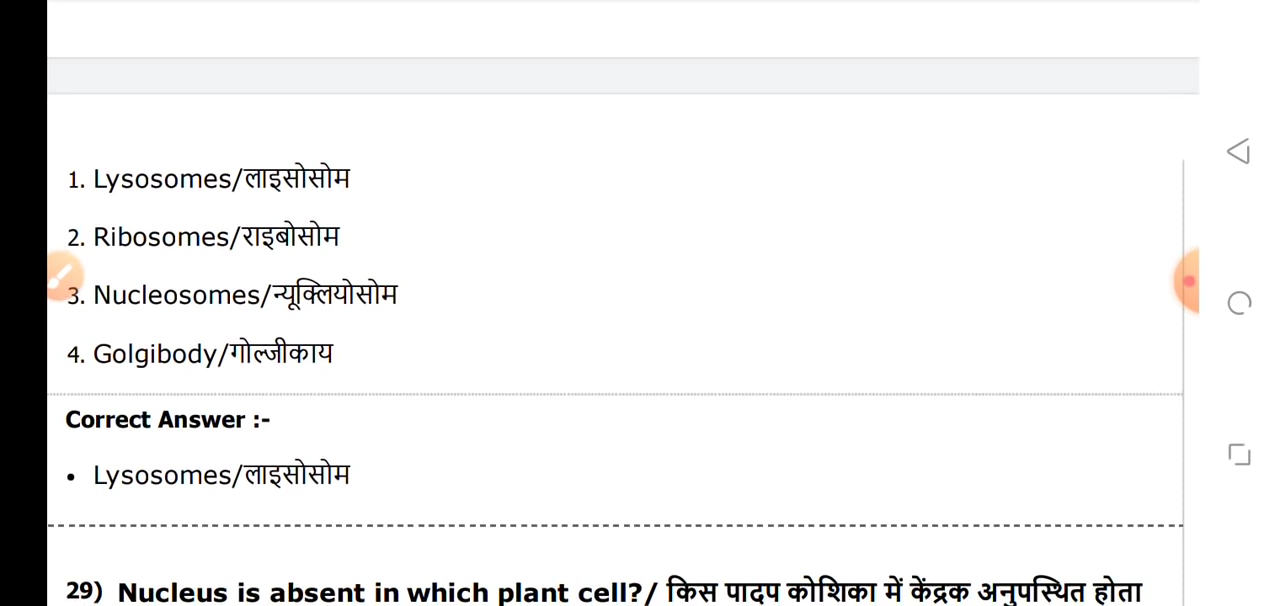 1. Lysosomes/लाइसोसोम
2. Ribosomes/राइबोसोम
3. Nucleosomes/न्यूक्लियोसोम
4. Golgibody/गोल्जीकाय
Correct Answer :-
• Lysosomes/लाइसोसोम
29) Nucleus is absent in which plant cell?/ किस पादप कोशिका में केंद्रक अनुपस्थित होता